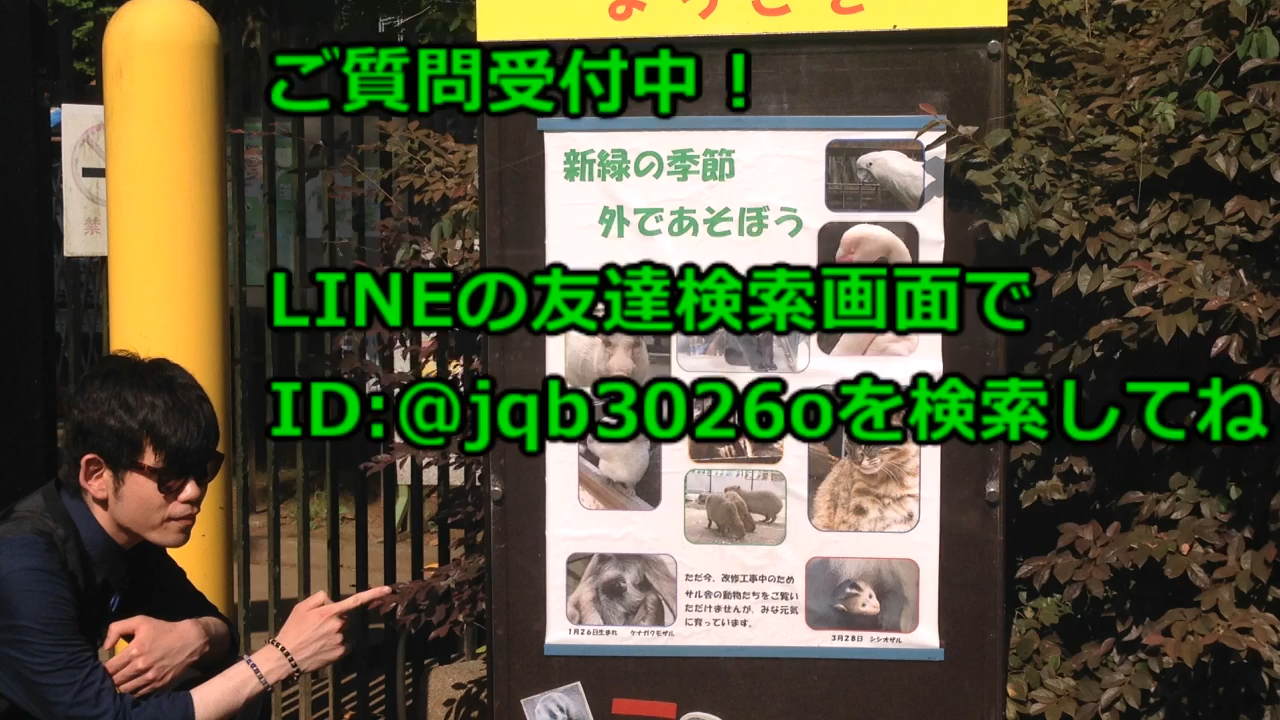 ようこそ
ご質問受付中！
禁
新緑の季節
外であそぼう
LINEの友達検索画面で
ID:@jqb3026oを検索してね
ただ今、改修工事中のため
サル舎の動物たちをご覧い
ただけませんが、みな元気
に育っています。
1月26日生まれ ケナガクモザル
3月28日 シシオザル